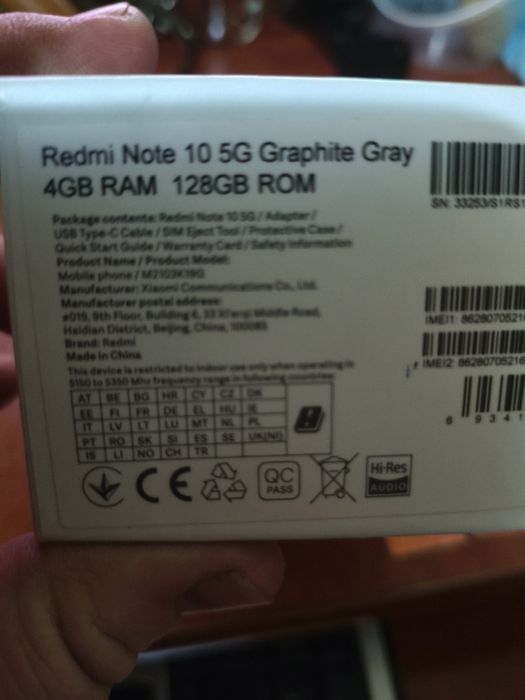 Redmi Note 10 5G Graphite Gray
4GB RAM 128GB ROM
SN: 33253/S1RS1
Package contents: Redmi Note 10 5G / Adapter /
USB Type-C Cable / SIM Eject Tool / Protective Case /
Quick Start Guide / Warranty Card / Safety Information
Product Name / Product Model:
Mobile phone / M2103K19G
Manufacturer: Xiaomi Communications Co., Ltd.
Manufacturer postal address:
#019, 9th Floor, Building 6, 33 Xi'erqi Middle Road,
Haidian District, Beijing, China, 100085
Brand: Redmi
Made in China
This device is restricted to indoor use only when operating in
5150 to 5350 Mhz frequency range in following countries:
AT BE BG HR CY CZ DK
EE FI FR DE EL HU IE
IT LV LT LU MT NL PL
PT RO SK SI ES SE UK(NI)
IS LI NO CH TR
IMEI1: 8628070521
IMEI2: 86280705216
6 9341
CE
QC
PASS
Hi-Res
AUDIO